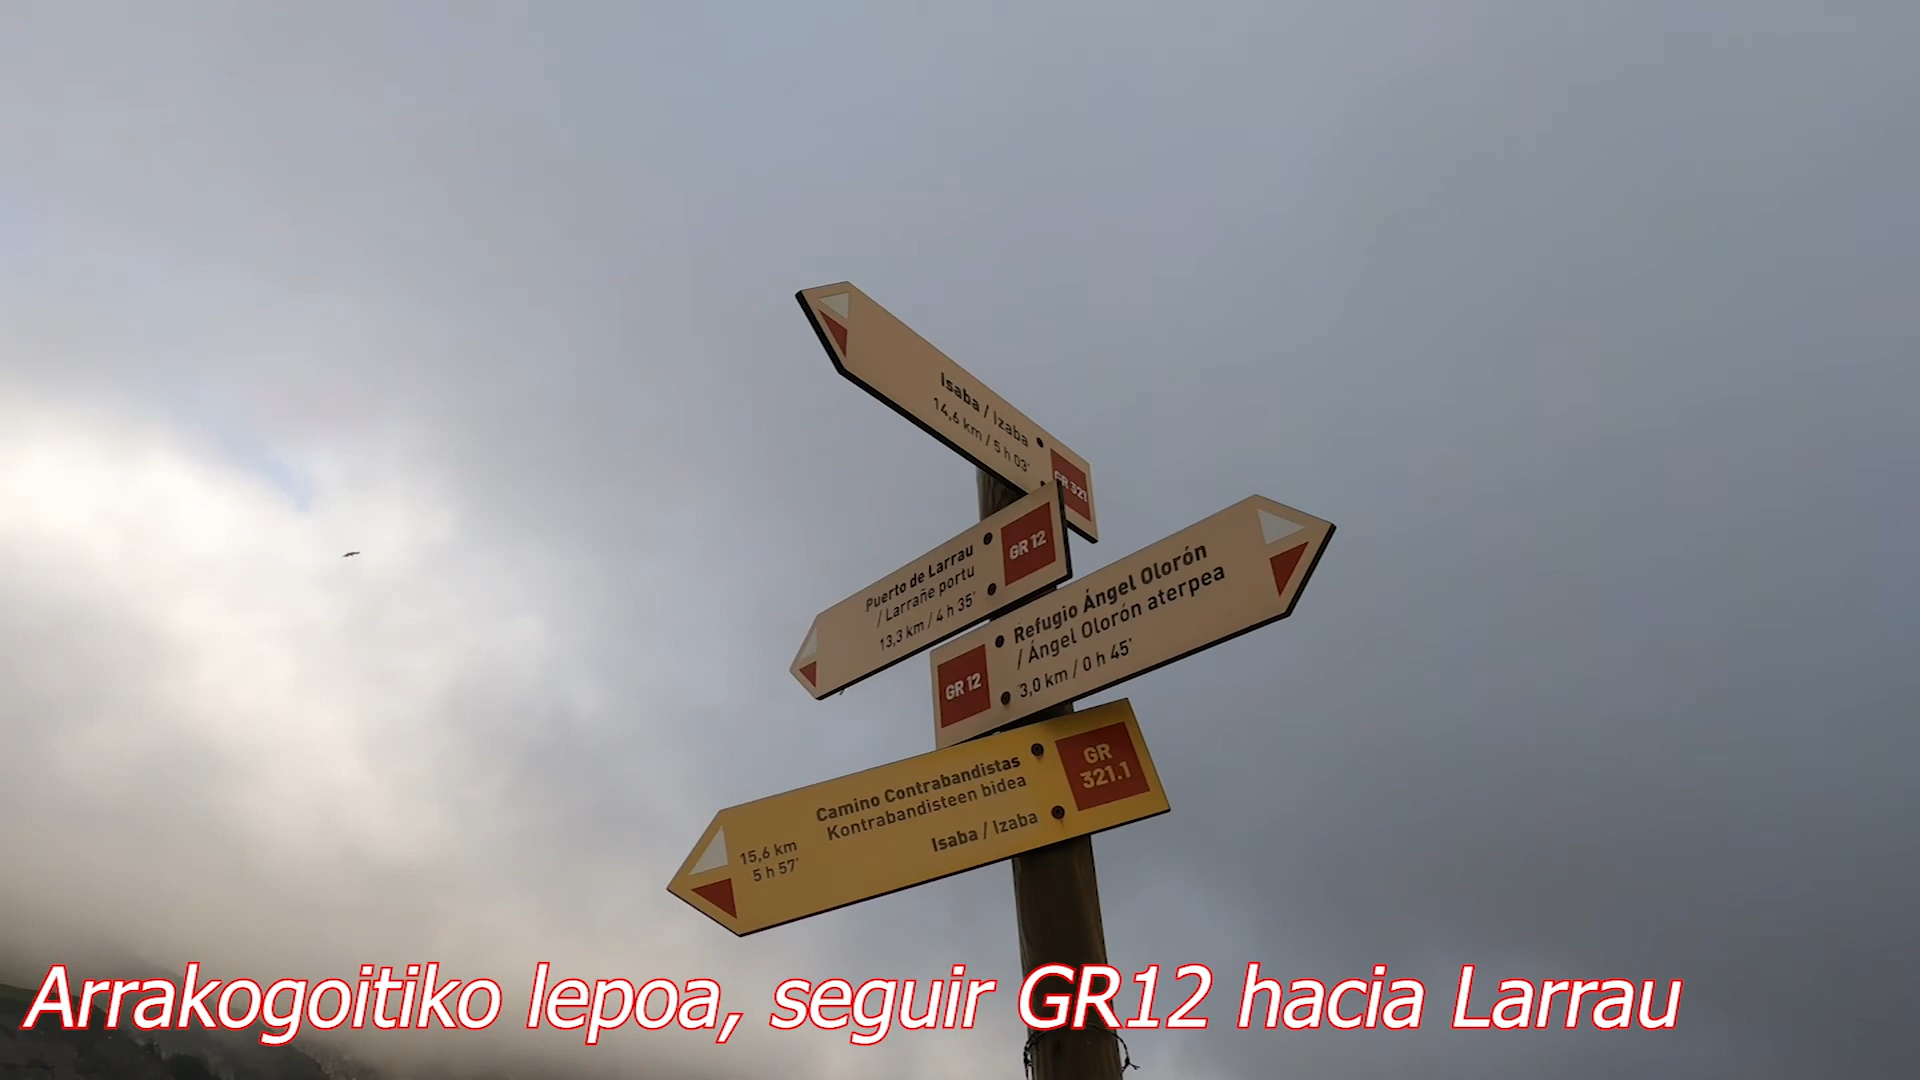 Isaba / Izaba
14,6 km / 5 h 03'
GR 321
Puerto de Larrau
/ Larrañe portu
13,3 km / 4 h 35'
GR 12
Refugio Ángel Olorón
/ Ángel Olorón aterpea
3,0 km / 0 h 45'
GR 12
Camino Contrabandistas
Kontrabandisteen bidea
Isaba / Izaba
15,6 km
5 h 57'
GR
321.1
Arrakogoitiko lepoa, seguir GR12 hacia Larrau